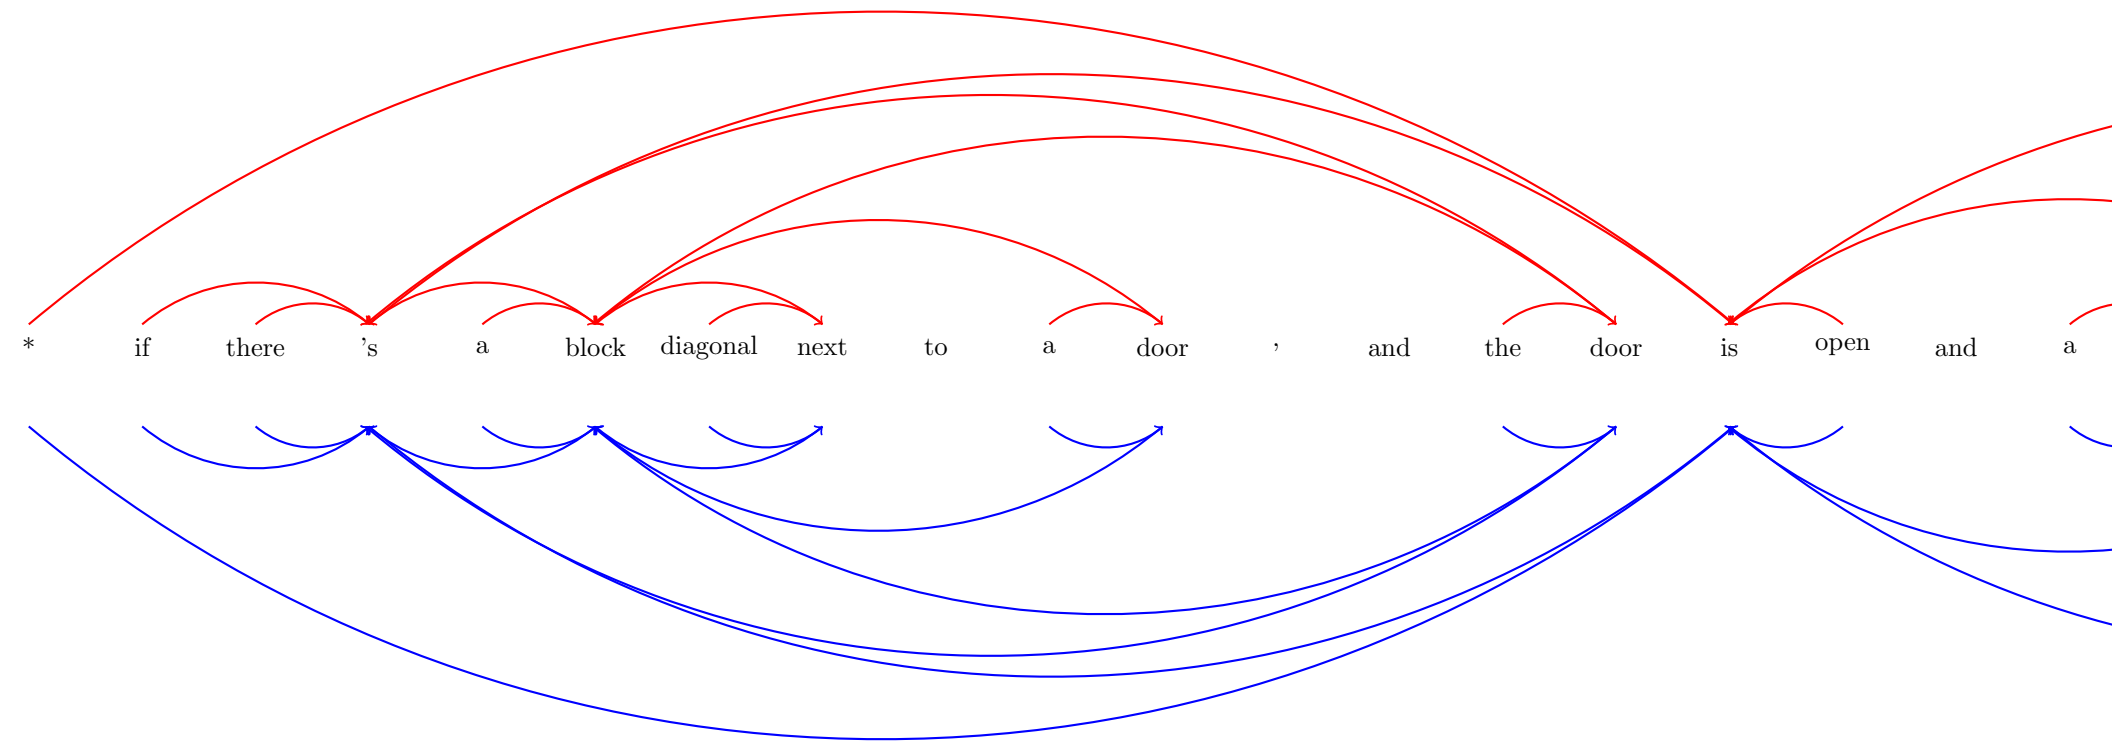 * if there 's a block diagonal next to a door , and the door is open and a